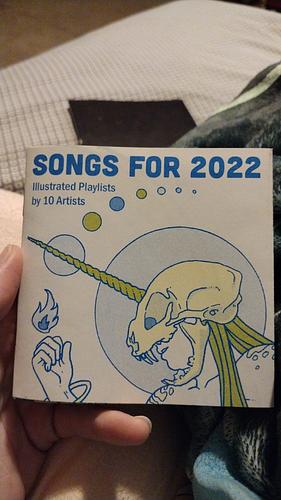 SONGS FOR 2022
Illustrated Playlists
by 10 Artists